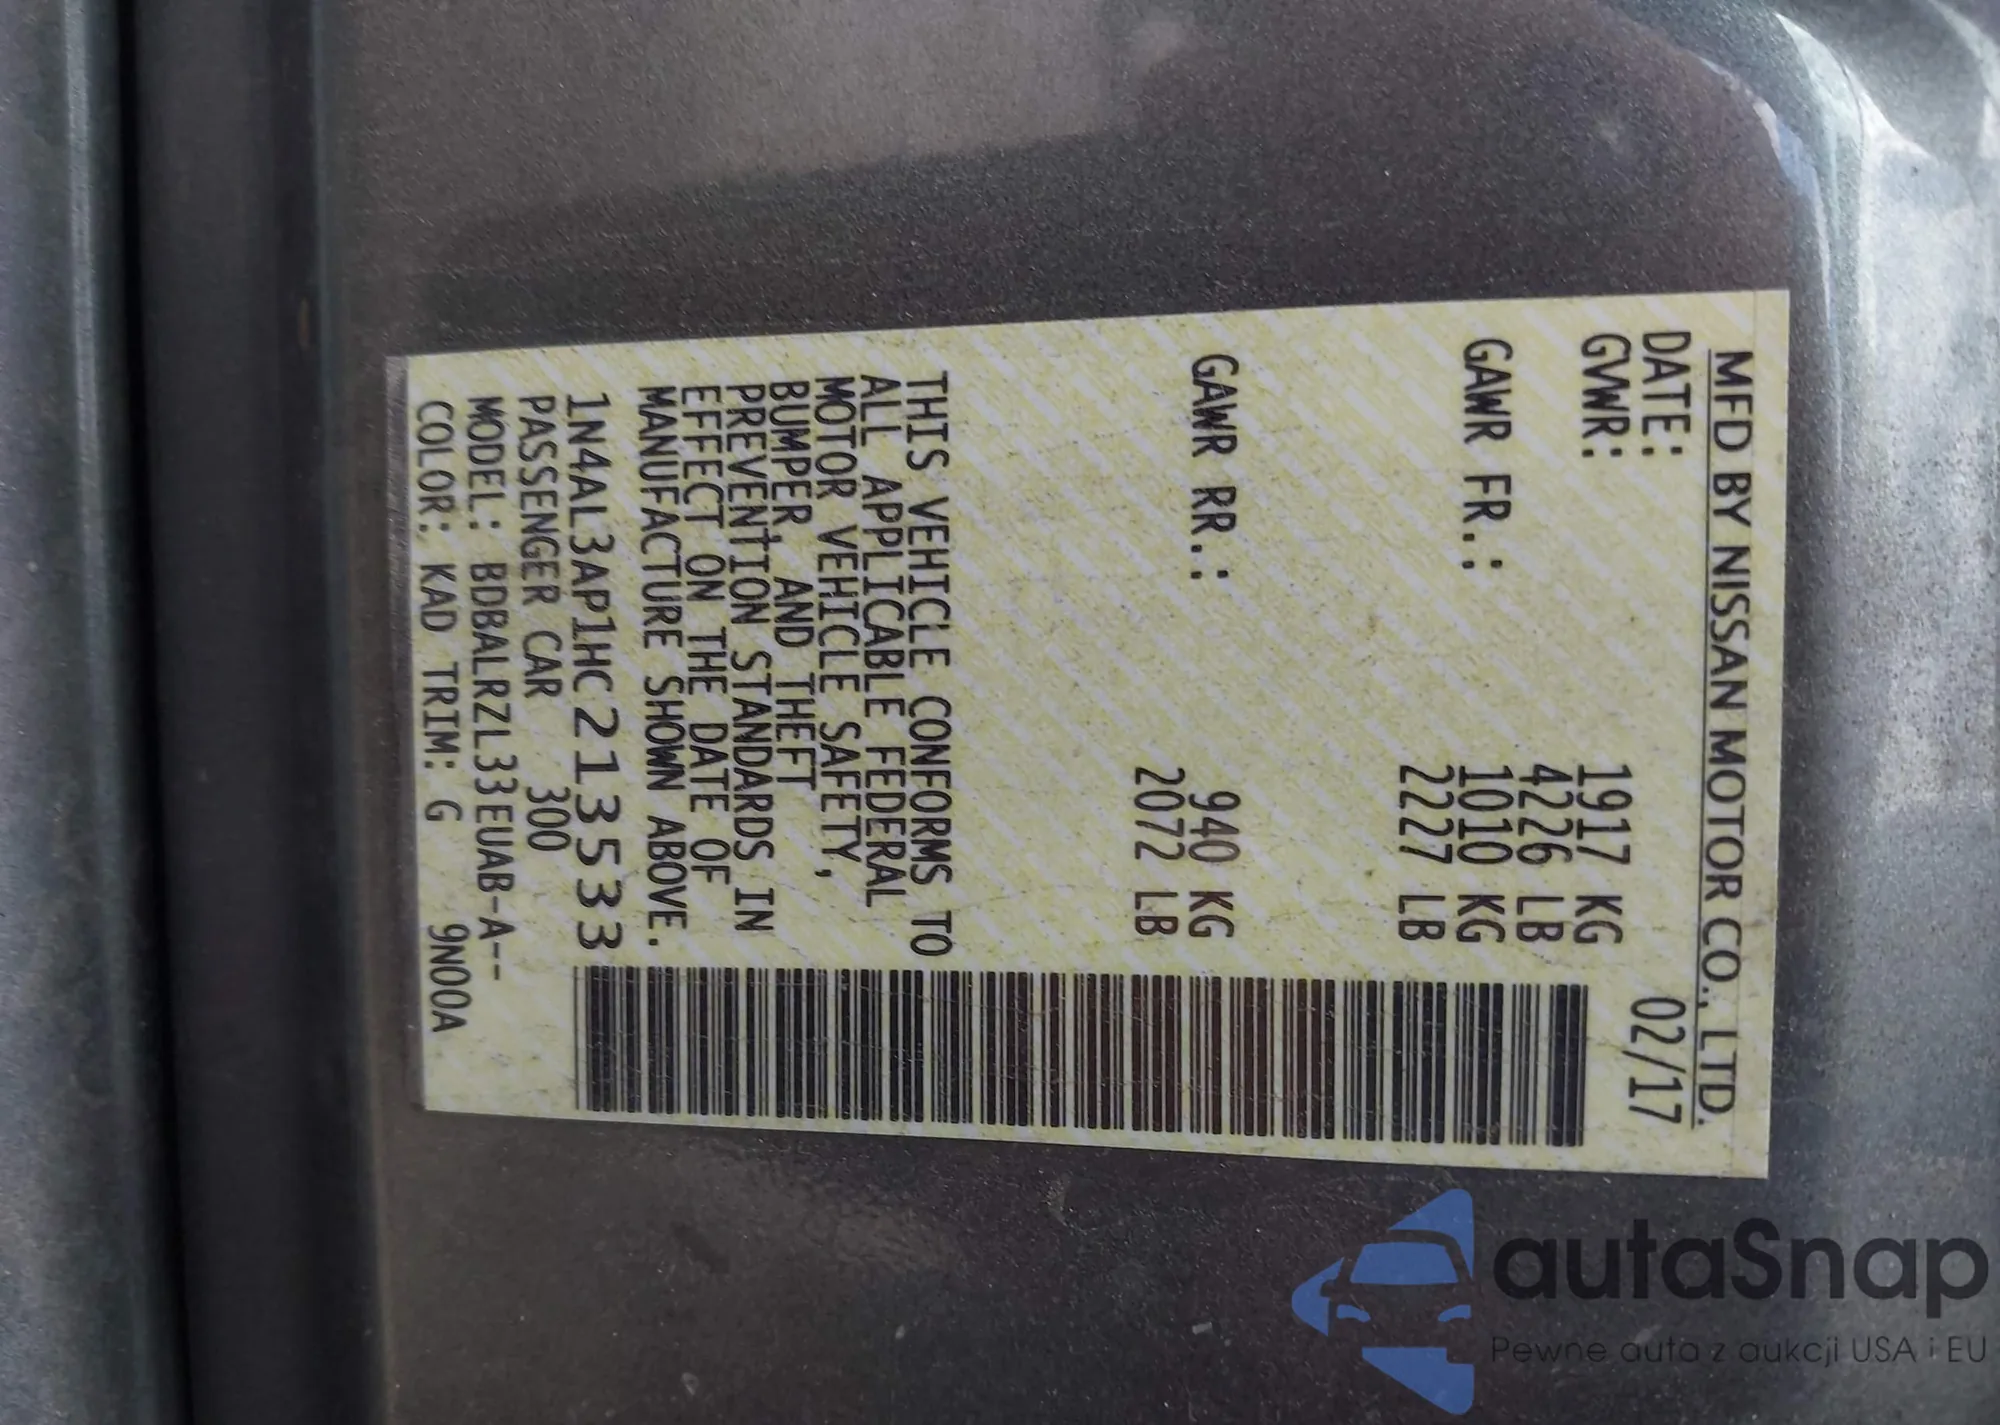 MFD BY NISSAN MOTOR CO., LTD.
DATE: 02/17
GVWR: 1917 KG
4226 LB
GAWR FR.: 1010 KG
2227 LB
GAWR RR.: 940 KG
2072 LB
THIS VEHICLE CONFORMS TO
ALL APPLICABLE FEDERAL
MOTOR VEHICLE SAFETY,
BUMPER, AND THEFT
PREVENTION STANDARDS IN
EFFECT ON THE DATE OF
MANUFACTURE SHOWN ABOVE.
1N4AL3AP1HC213533
PASSENGER CAR 300
MODEL: BDBALRZL33EUAB-A--
COLOR: KAD TRIM: G 9N00A
autaSnap
Pewne auta z aukcji USA i EU